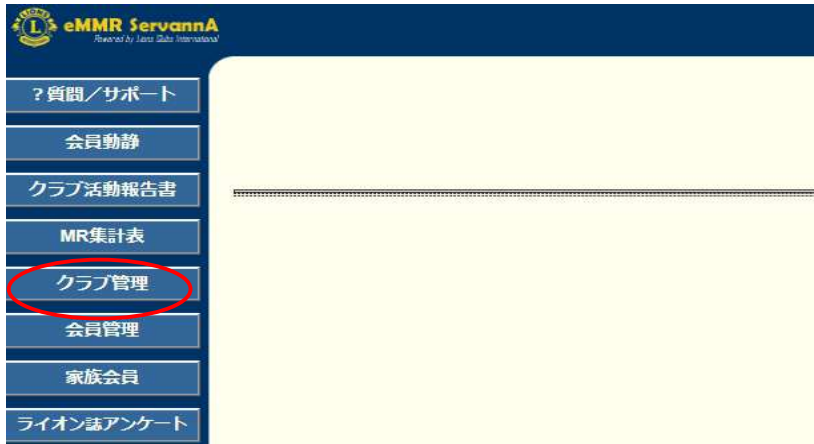 eMMR ServannA
Powered by Lions Clubs International
?質問／サポート
会員動静
クラブ活動報告書
MR集計表
クラブ管理
会員管理
家族会員
ライオン誌アンケート